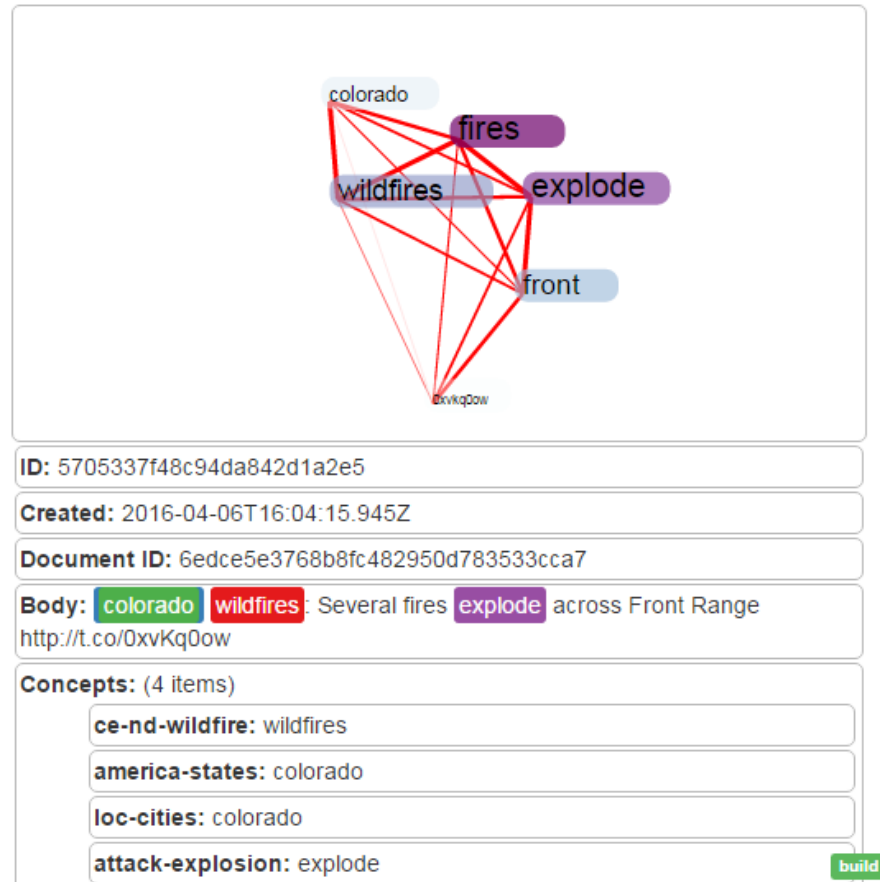 colorado
fires
wildfires
explode
front
0xvkq0ow
ID: 5705337f48c94da842d1a2e5
Created: 2016-04-06T16:04:15.945Z
Document ID: 6edce5e3768b8fc482950d783533cca7
Body: colorado wildfires: Several fires explode across Front Range
http://t.co/0xvKq0ow
Concepts: (4 items)
ce-nd-wildfire: wildfires
america-states: colorado
loc-cities: colorado
attack-explosion: explode
build